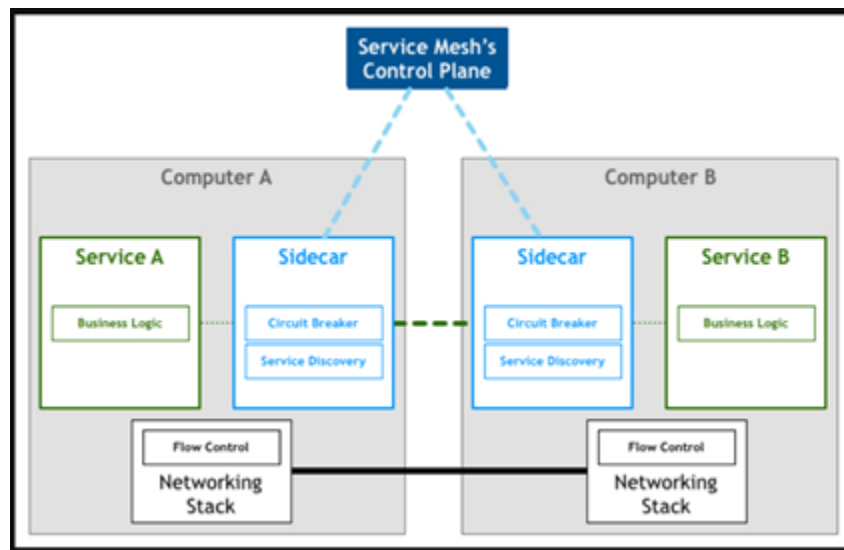 Service Mesh's
Control Plane
Computer A
Computer B
Service A
Sidecar
Sidecar
Service B
Business Logic
Circuit Breaker
Circuit Breaker
Business Logic
Service Discovery
Service Discovery
Flow Control
Flow Control
Networking
Stack
Networking
Stack